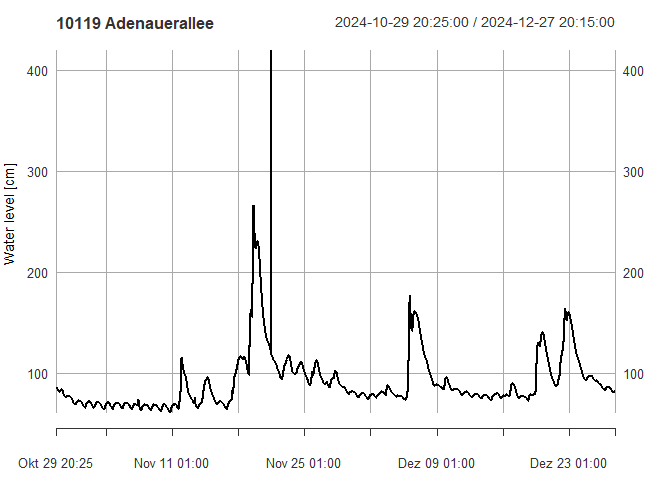 10119 Adenauerallee 2024-10-29 20:25:00 / 2024-12-27 20:15:00
400 400
300 300
Water level [cm]
200 200
100 100
Okt 29 20:25 Nov 11 01:00 Nov 25 01:00 Dez 09 01:00 Dez 23 01:00